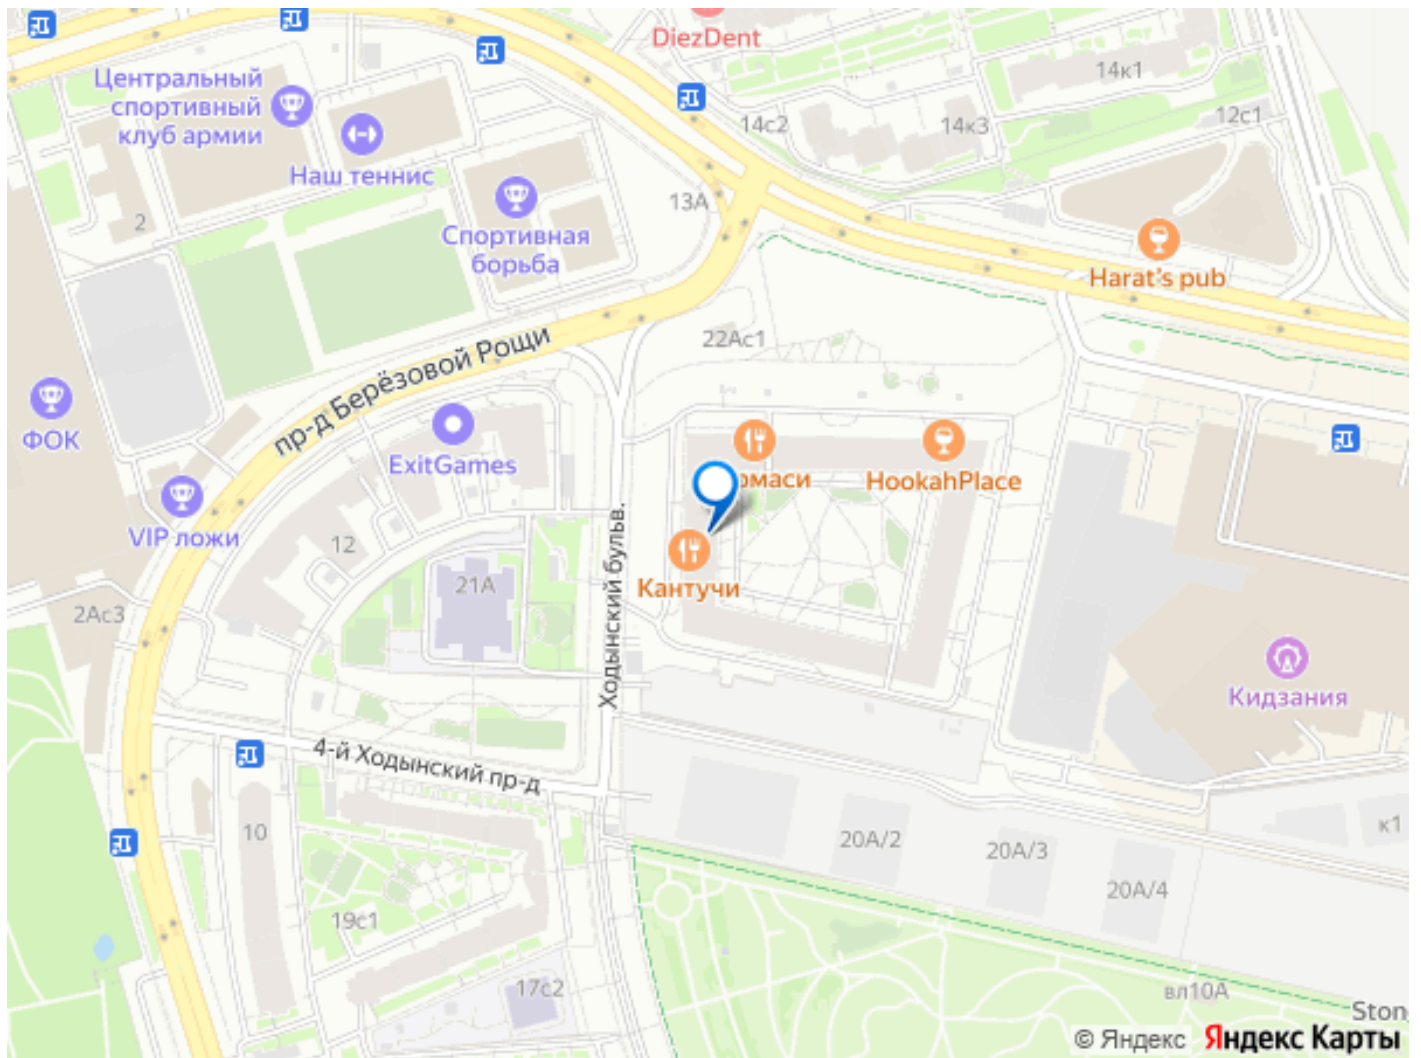 DiezDent
14к1
Центральный
спортивный
клуб армии
12с1
14с2
14к3
Наш теннис
13А
2
Спортивная
борьба
Harat's pub
22Ас1
пр-д Берёзовой Рощи
ФОК
ExitGames
рмаси
HookahPlace
VIP ложи
Ходынский бульв.
12
21А
Кантучи
2Ас3
Кидзания
4-й Ходынский пр-д
10
20А/2
20А/3
к1
20А/4
19с1
17с2
вл10А
Ston
© Яндекс Яндекс Карты